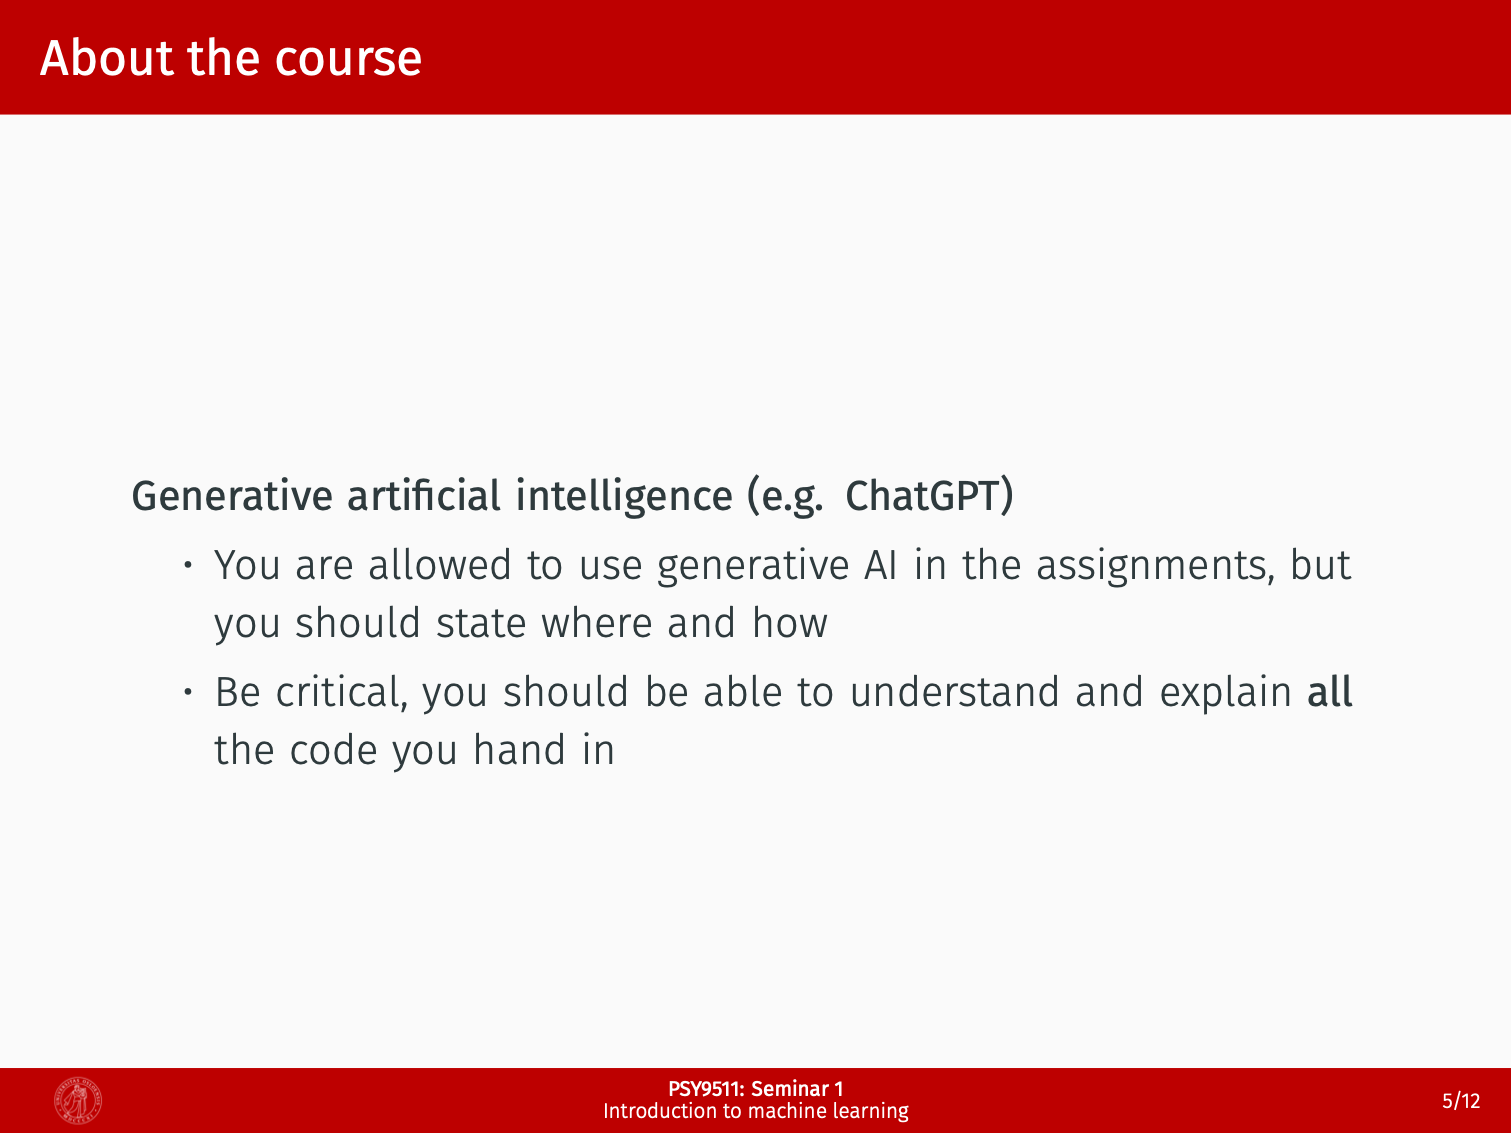 About the course
Generative artificial intelligence (e.g. ChatGPT)
• You are allowed to use generative AI in the assignments, but
you should state where and how
• Be critical, you should be able to understand and explain all
the code you hand in
PSY9511: Seminar 1
Introduction to machine learning
5/12